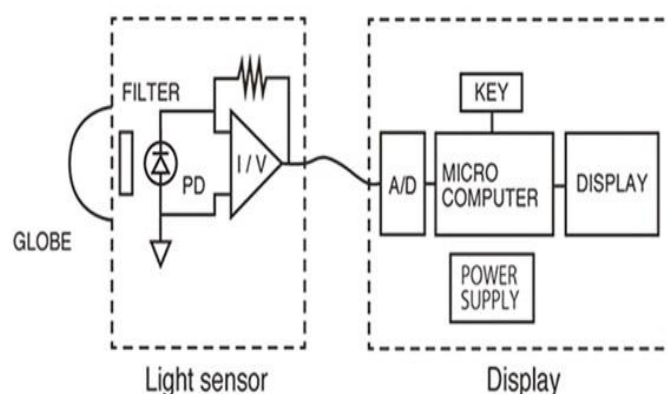 FILTER
PD
I / V
GLOBE
Light sensor
KEY
A/D
MICRO
COMPUTER
DISPLAY
POWER
SUPPLY
Display